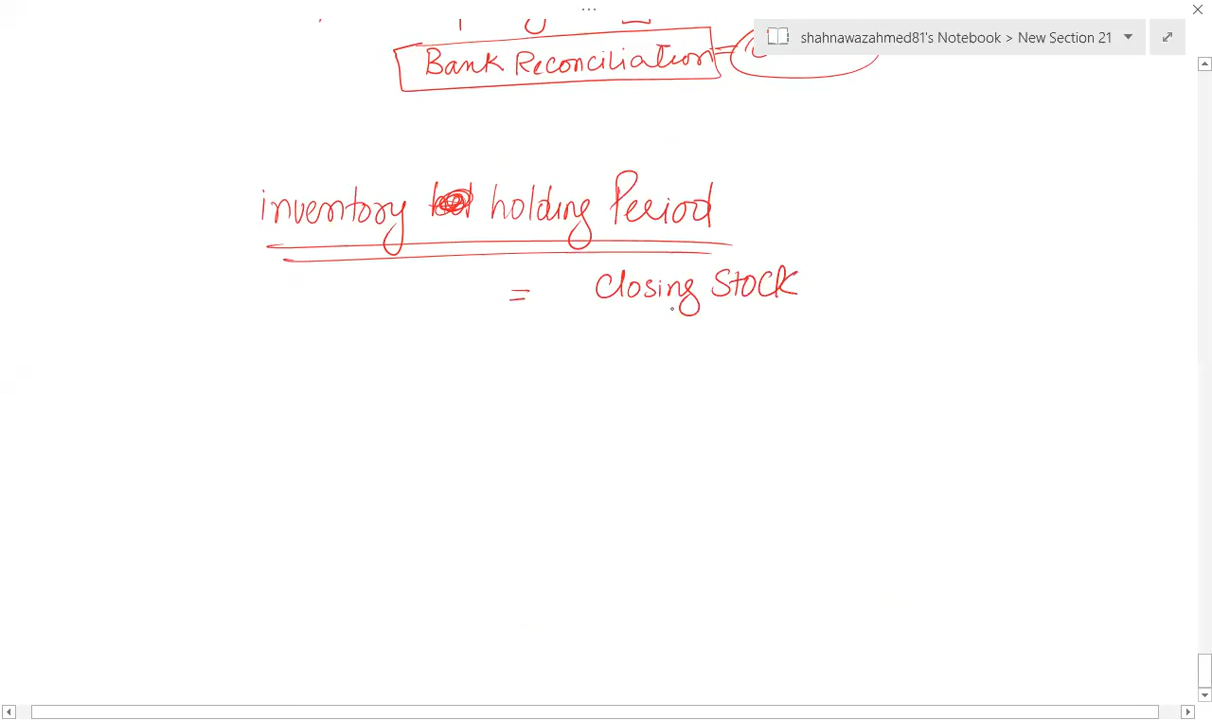 shahnawazahmed81's Notebook > New Section 21
Bank Reconciliation =
inventory holding Period
= Closing Stock